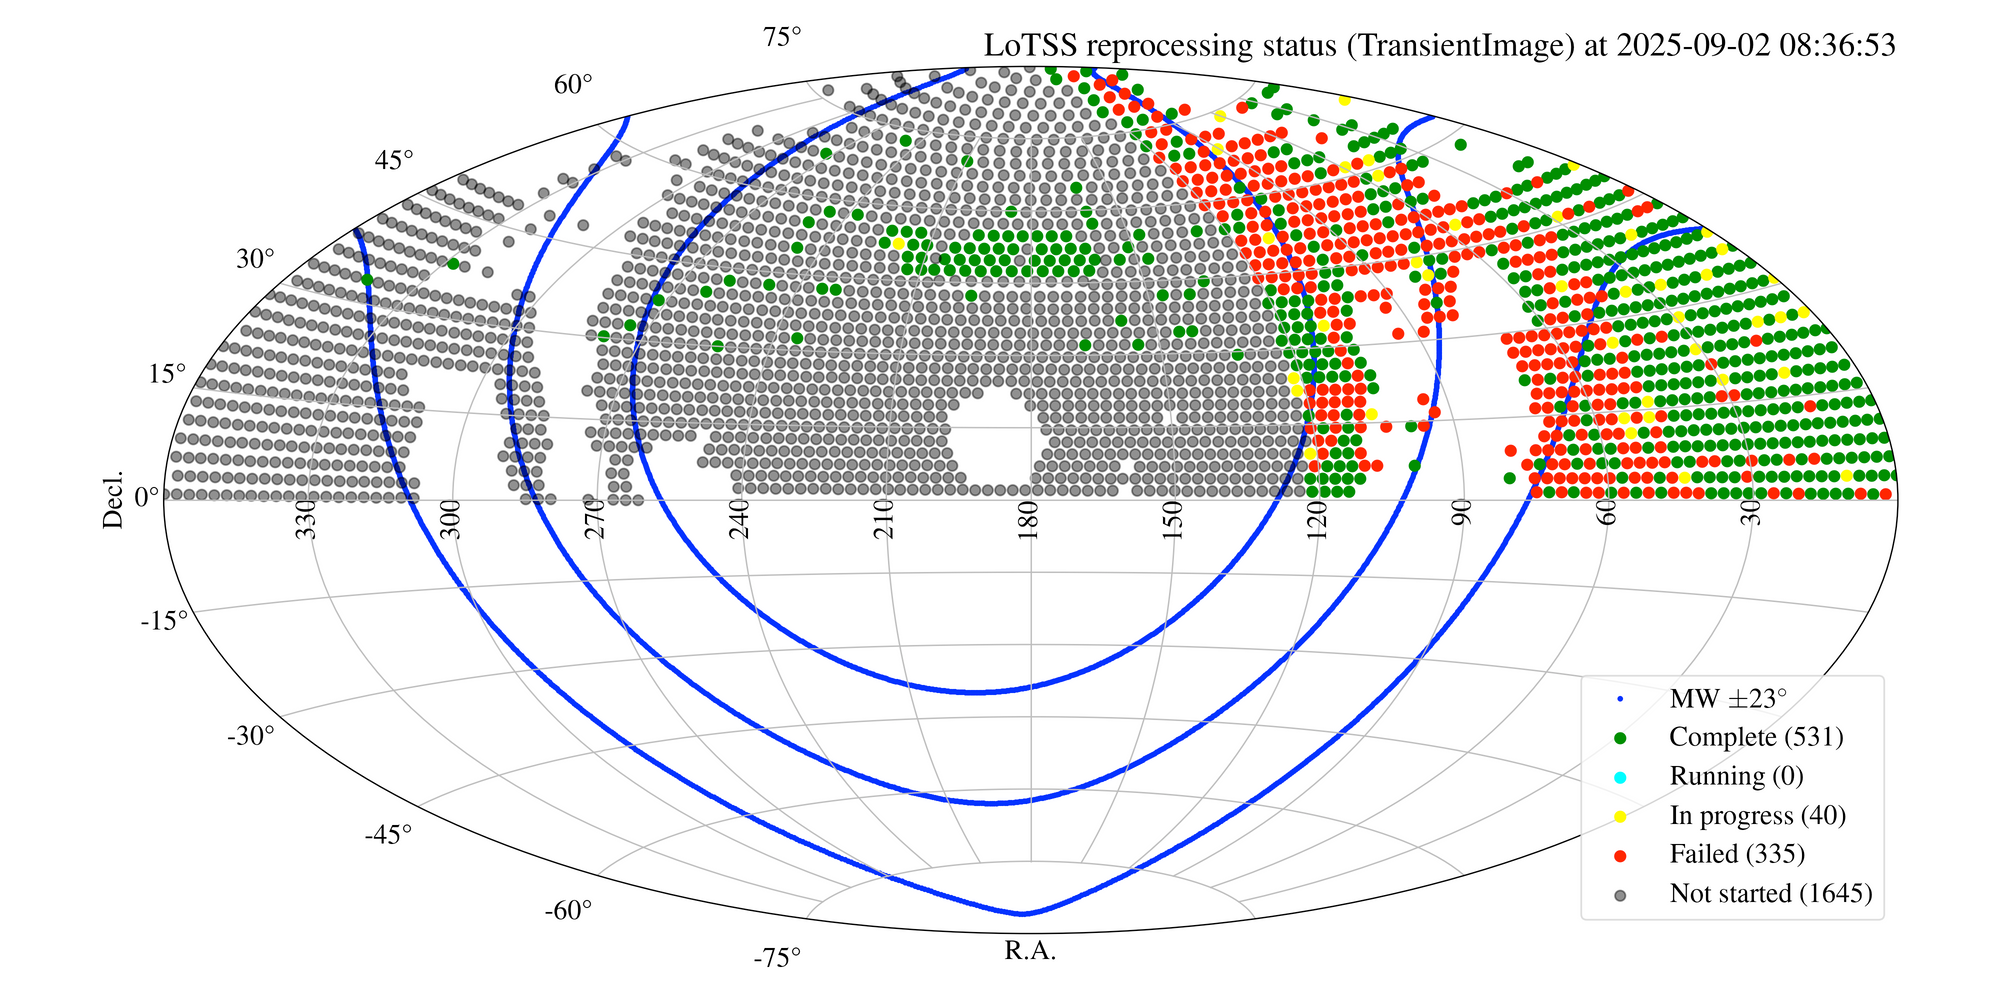 LoTSS reprocessing status (TransientImage) at 2025-09-02 08:36:53
75°
60°
45°
30°
15°
0°
-15°
-30°
-45°
-60°
-75°
Decl.
330
300
270
240
210
180
150
120
90
60
30
R.A.
MW ±23°
Complete (531)
Running (0)
In progress (40)
Failed (335)
Not started (1645)